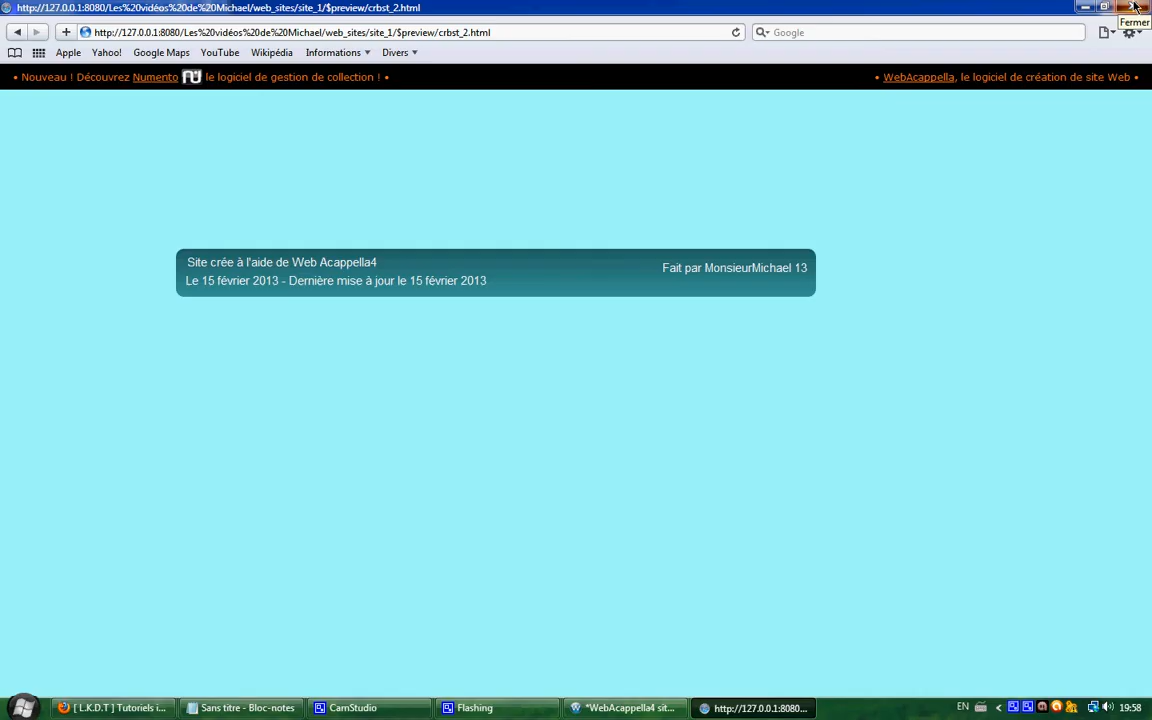 http://127.0.0.1:8080/Les%20vidéos%20de%20Michael/web_sites/site_1/$preview/crbst_2.html
Fermer
http://127.0.0.1:8080/Les%20vidéos%20de%20Michael/web_sites/site_1/$preview/crbst_2.html
Google
Apple Yahoo! Google Maps YouTube Wikipédia Informations Divers
• Nouveau ! Découvrez Numento nu le logiciel de gestion de collection ! •
• WebAcappella, le logiciel de création de site Web •
Site crée à l'aide de Web Acappella4
Fait par MonsieurMichael 13
Le 15 février 2013 - Dernière mise à jour le 15 février 2013
[ L.K.D.T ] Tutoriels i... Sans titre - Bloc-notes CamStudio Flashing *WebAcappella4 sit... http://127.0.0.1:8080... EN 19:58